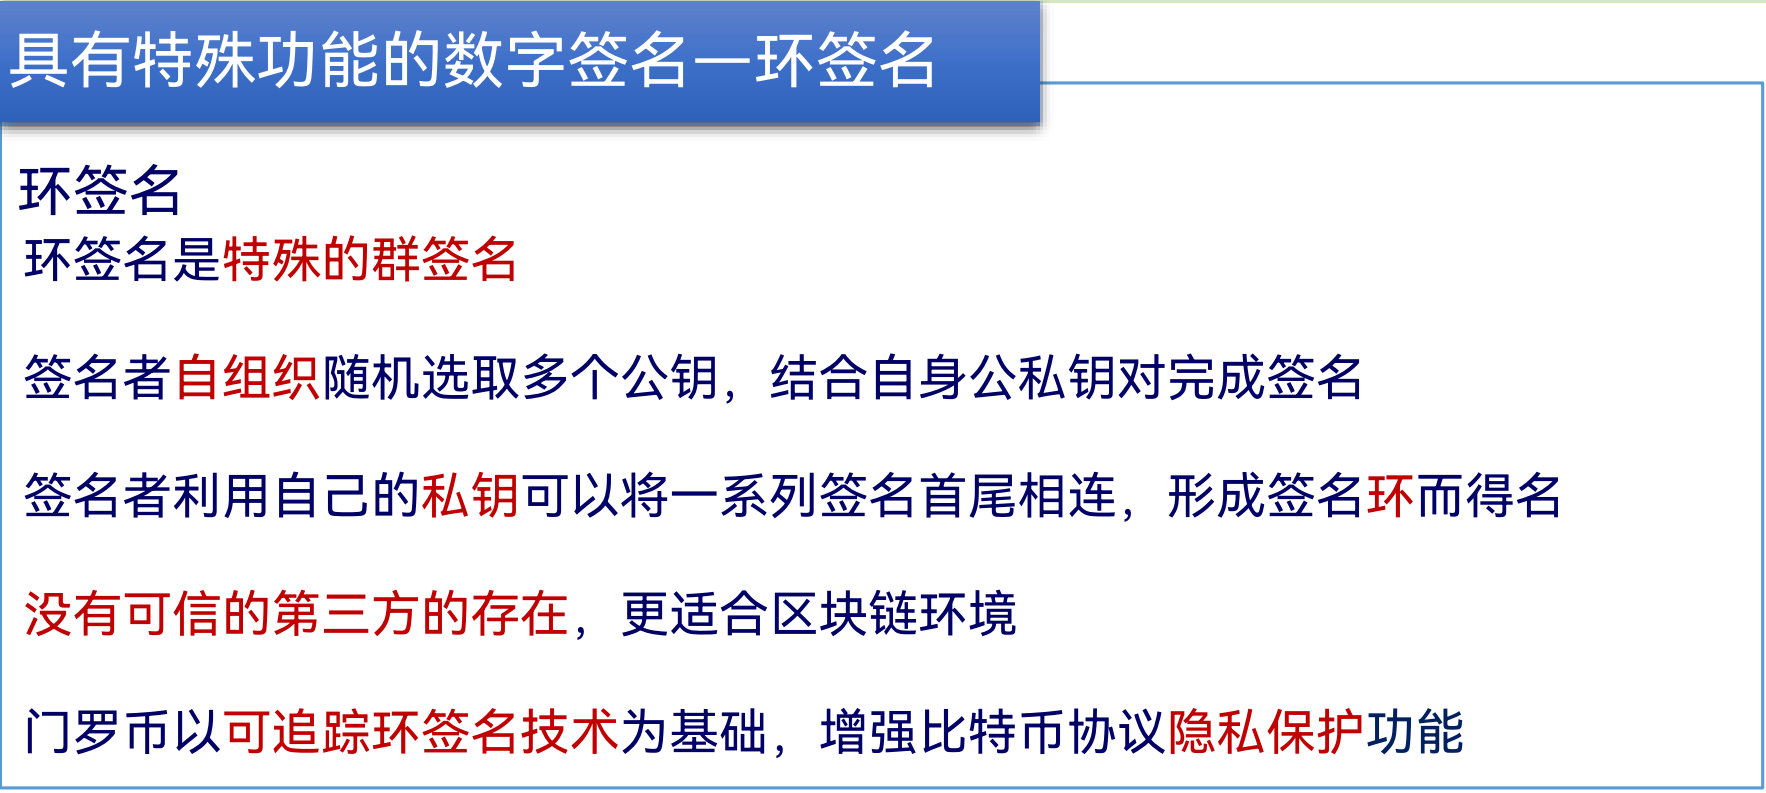 具有特殊功能的数字签名—环签名
环签名
环签名是特殊的群签名
签名者自组织随机选取多个公钥，结合自身公私钥对完成签名
签名者利用自己的私钥可以将一系列签名首尾相连，形成签名环而得名
没有可信的第三方的存在，更适合区块链环境
门罗币以可追踪环签名技术为基础，增强比特币协议隐私保护功能